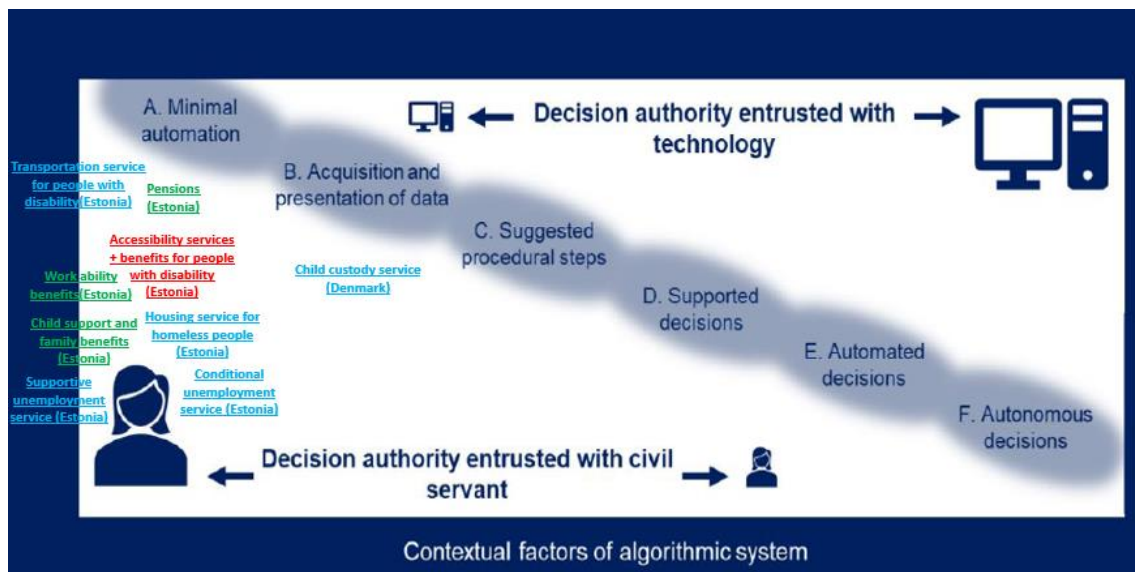 A. Minimal
automation
Decision authority entrusted with
technology
B. Acquisition and
presentation of data
Transportation service
for people with
disability(Estonia)
Pensions
(Estonia)
C. Suggested
procedural steps
Accessibility services
+ benefits for people
with disability
(Estonia)
Work ability
benefits(Estonia)
Child custody service
(Denmark)
D. Supported
decisions
Child support and
family benefits
(Estonia)
Housing service for
homeless people
(Estonia)
E. Automated
decisions
Supportive
unemployment
service (Estonia)
Conditional
unemployment
service (Estonia)
F. Autonomous
decisions
Decision authority entrusted with civil
servant
Contextual factors of algorithmic system